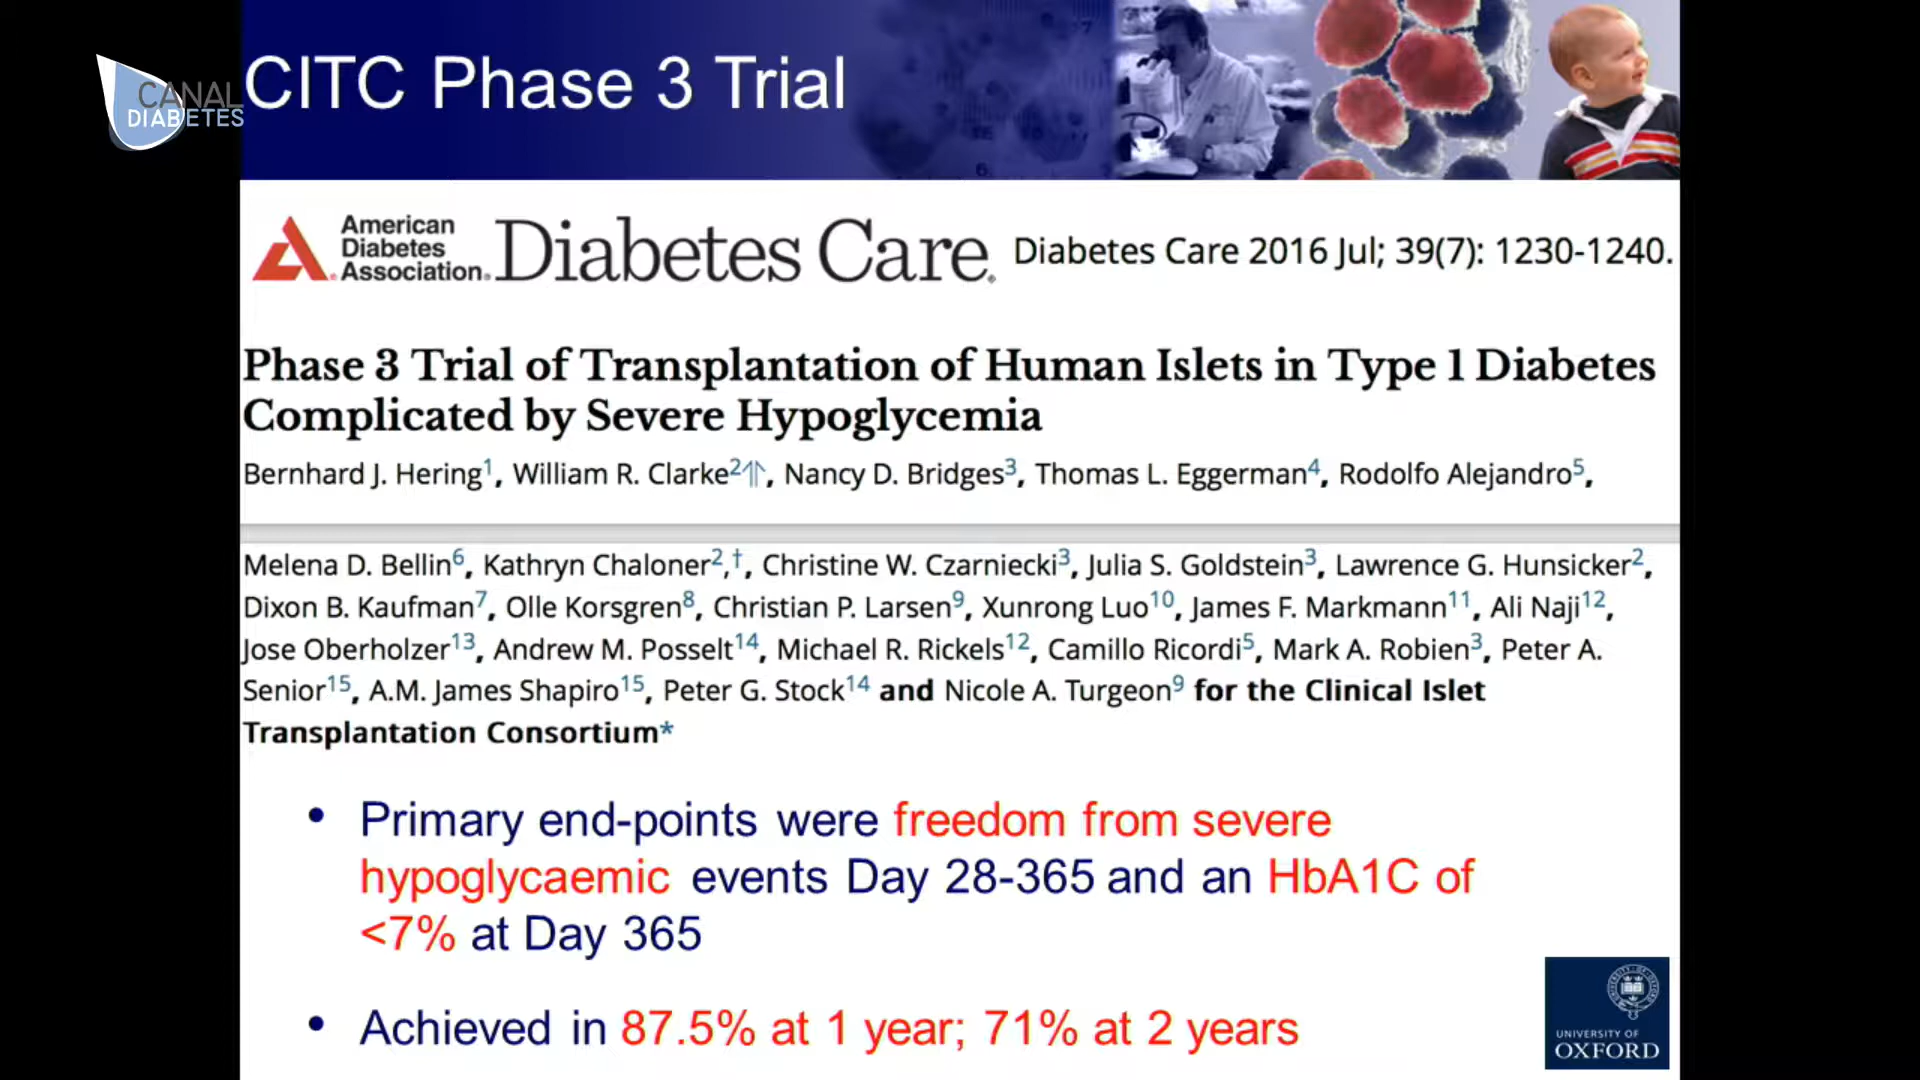 CANAL
DIABETES
CITC Phase 3 Trial
American
Diabetes
Association®
Diabetes Care®
Diabetes Care 2016 Jul; 39(7): 1230-1240.
Phase 3 Trial of Transplantation of Human Islets in Type 1 Diabetes
Complicated by Severe Hypoglycemia
Bernhard J. Hering1, William R. Clarke2⇑, Nancy D. Bridges3, Thomas L. Eggerman4, Rodolfo Alejandro5,
Melena D. Bellin6, Kathryn Chaloner2,†, Christine W. Czarniecki3, Julia S. Goldstein3, Lawrence G. Hunsicker2,
Dixon B. Kaufman7, Olle Korsgren8, Christian P. Larsen9, Xunrong Luo10, James F. Markmann11, Ali Naji12,
Jose Oberholzer13, Andrew M. Posselt14, Michael R. Rickels12, Camillo Ricordi5, Mark A. Robien3, Peter A.
Senior15, A.M. James Shapiro15, Peter G. Stock14 and Nicole A. Turgeon9 for the Clinical Islet
Transplantation Consortium*
• Primary end-points were freedom from severe
hypoglycaemic events Day 28-365 and an HbA1C of
<7% at Day 365
• Achieved in 87.5% at 1 year; 71% at 2 years
UNIVERSITY OF
OXFORD